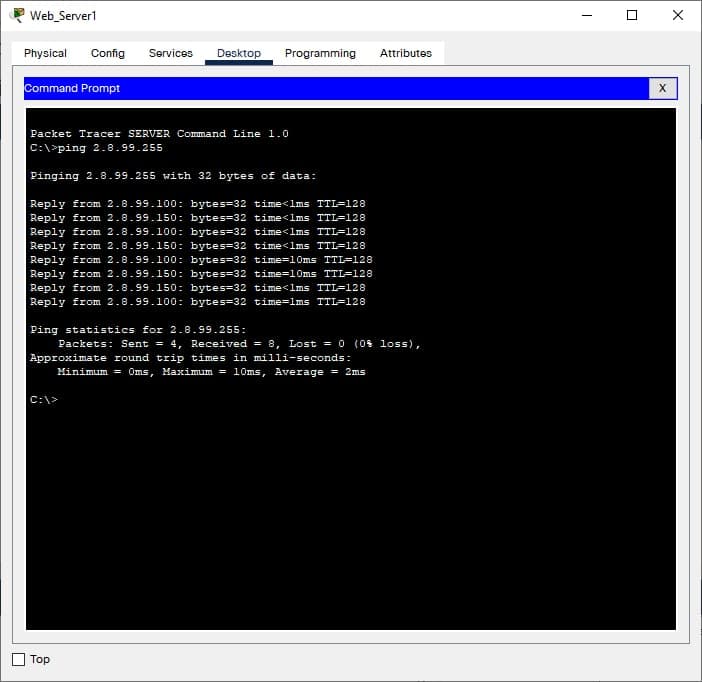 Web_Server1
Physical Config Services Desktop Programming Attributes
Command Prompt X
Packet Tracer SERVER Command Line 1.0
C:\>ping 2.8.99.255
Pinging 2.8.99.255 with 32 bytes of data:
Reply from 2.8.99.100: bytes=32 time<1ms TTL=128
Reply from 2.8.99.150: bytes=32 time<1ms TTL=128
Reply from 2.8.99.100: bytes=32 time<1ms TTL=128
Reply from 2.8.99.150: bytes=32 time<1ms TTL=128
Reply from 2.8.99.100: bytes=32 time=10ms TTL=128
Reply from 2.8.99.150: bytes=32 time=10ms TTL=128
Reply from 2.8.99.150: bytes=32 time<1ms TTL=128
Reply from 2.8.99.100: bytes=32 time=1ms TTL=128
Ping statistics for 2.8.99.255:
Packets: Sent = 4, Received = 8, Lost = 0 (0% loss),
Approximate round trip times in milli-seconds:
Minimum = 0ms, Maximum = 10ms, Average = 2ms
C:\>
Top